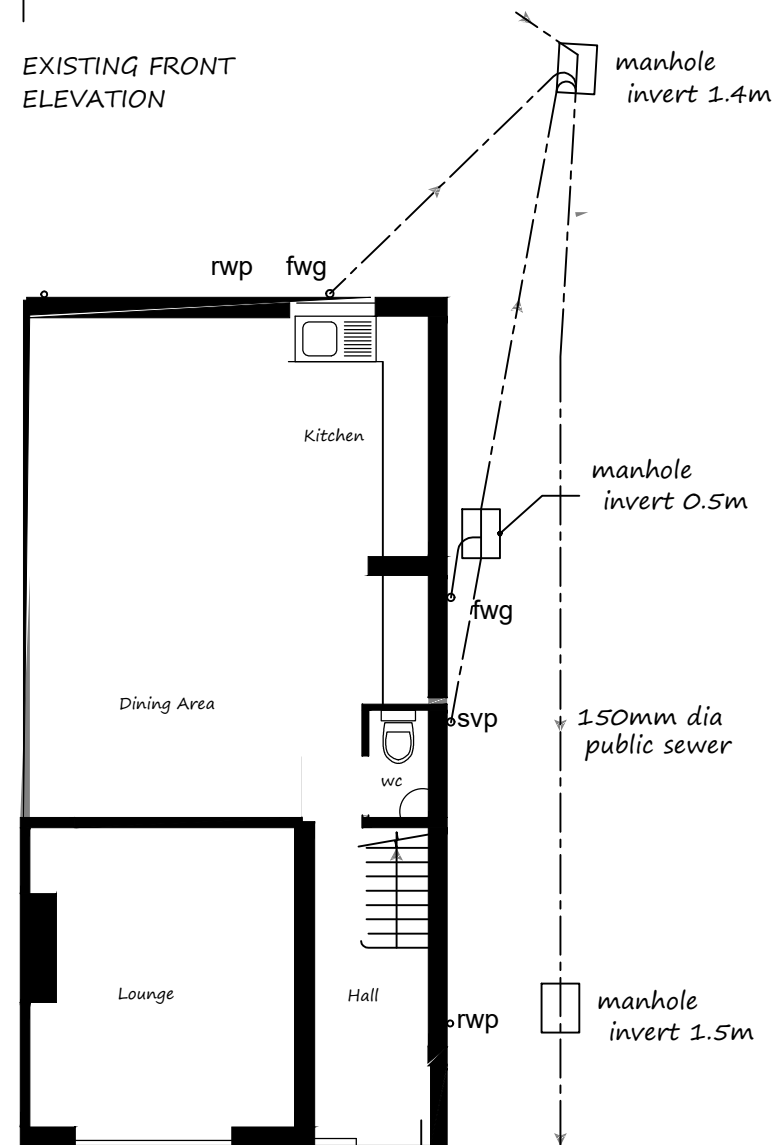 EXISTING FRONT
ELEVATION
manhole
invert 1.4m
rwp
fwg
Kitchen
manhole
invert 0.5m
fwg
Dining Area
svp
150mm dia
public sewer
wc
Lounge
Hall
manhole
invert 1.5m
rwp